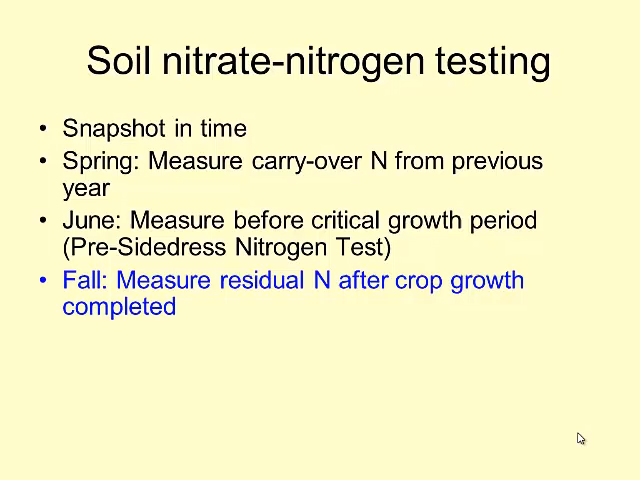 Soil nitrate-nitrogen testing
• Snapshot in time
• Spring: Measure carry-over N from previous
year
• June: Measure before critical growth period
(Pre-Sidedress Nitrogen Test)
• Fall: Measure residual N after crop growth
completed